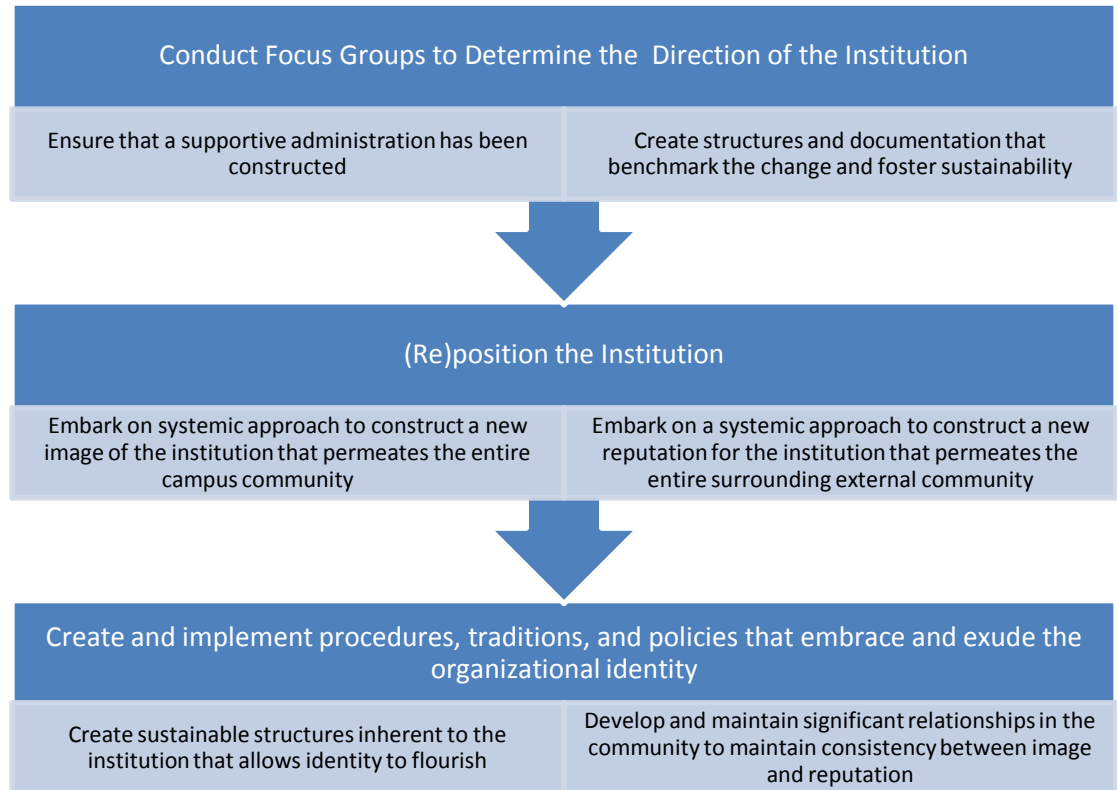 Conduct Focus Groups to Determine the Direction of the Institution
Ensure that a supportive administration has been
constructed
Create structures and documentation that
benchmark the change and foster sustainability
(Re)position the Institution
Embark on systemic approach to construct a new
image of the institution that permeates the entire
campus community
Embark on a systemic approach to construct a new
reputation for the institution that permeates the
entire surrounding external community
Create and implement procedures, traditions, and policies that embrace and exude the
organizational identity
Create sustainable structures inherent to the
institution that allows identity to flourish
Develop and maintain significant relationships in the
community to maintain consistency between image
and reputation